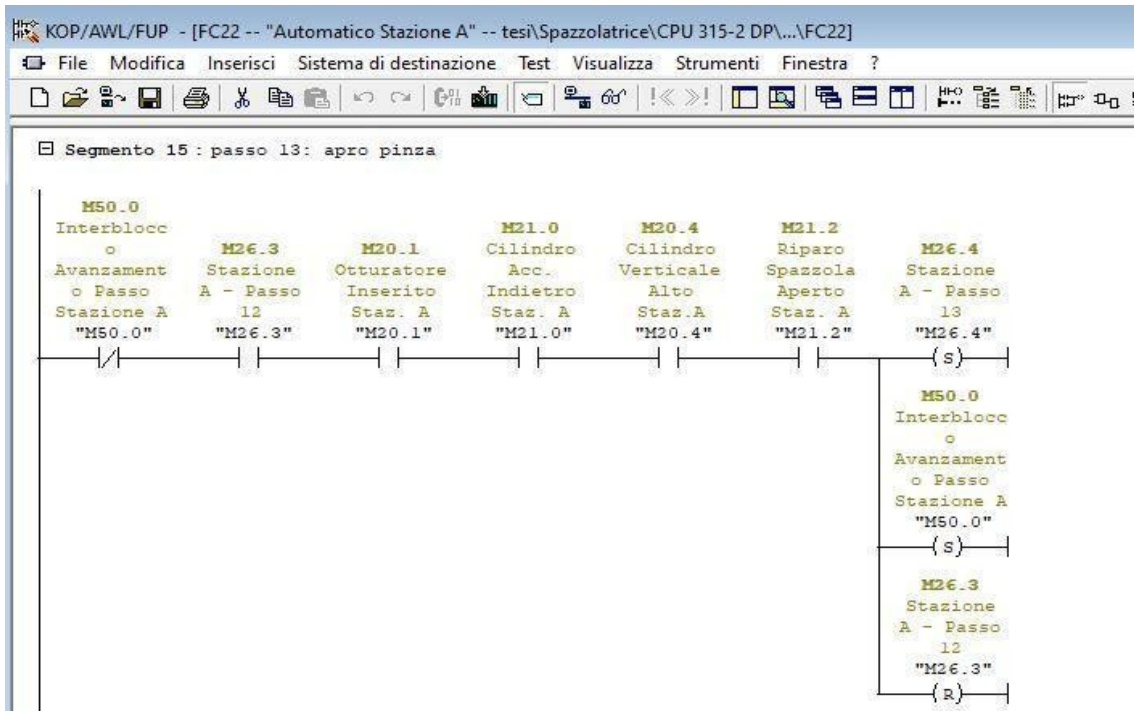 KOP/AWL/FUP - [FC22 -- "Automatico Stazione A" -- tesi\Spazzolatrice\CPU 315-2 DP\...\FC22]
File Modifica Inserisci Sistema di destinazione Test Visualizza Strumenti Finestra ?
Segmento 15 : passo 13: apro pinza
M50.0
Interblocc
o
Avanzament
o Passo
Stazione A
"M50.0"
M26.3
Stazione
A - Passo
12
"M26.3"
M20.1
Otturatore
Inserito
Staz. A
"M20.1"
M21.0
Cilindro
Acc.
Indietro
Staz. A
"M21.0"
M20.4
Cilindro
Verticale
Alto
Staz.A
"M20.4"
M21.2
Riparo
Spazzola
Aperto
Staz. A
"M21.2"
M26.4
Stazione
A - Passo
13
"M26.4"
S
M50.0
Interblocc
o
Avanzament
o Passo
Stazione A
"M50.0"
S
M26.3
Stazione
A - Passo
12
"M26.3"
R